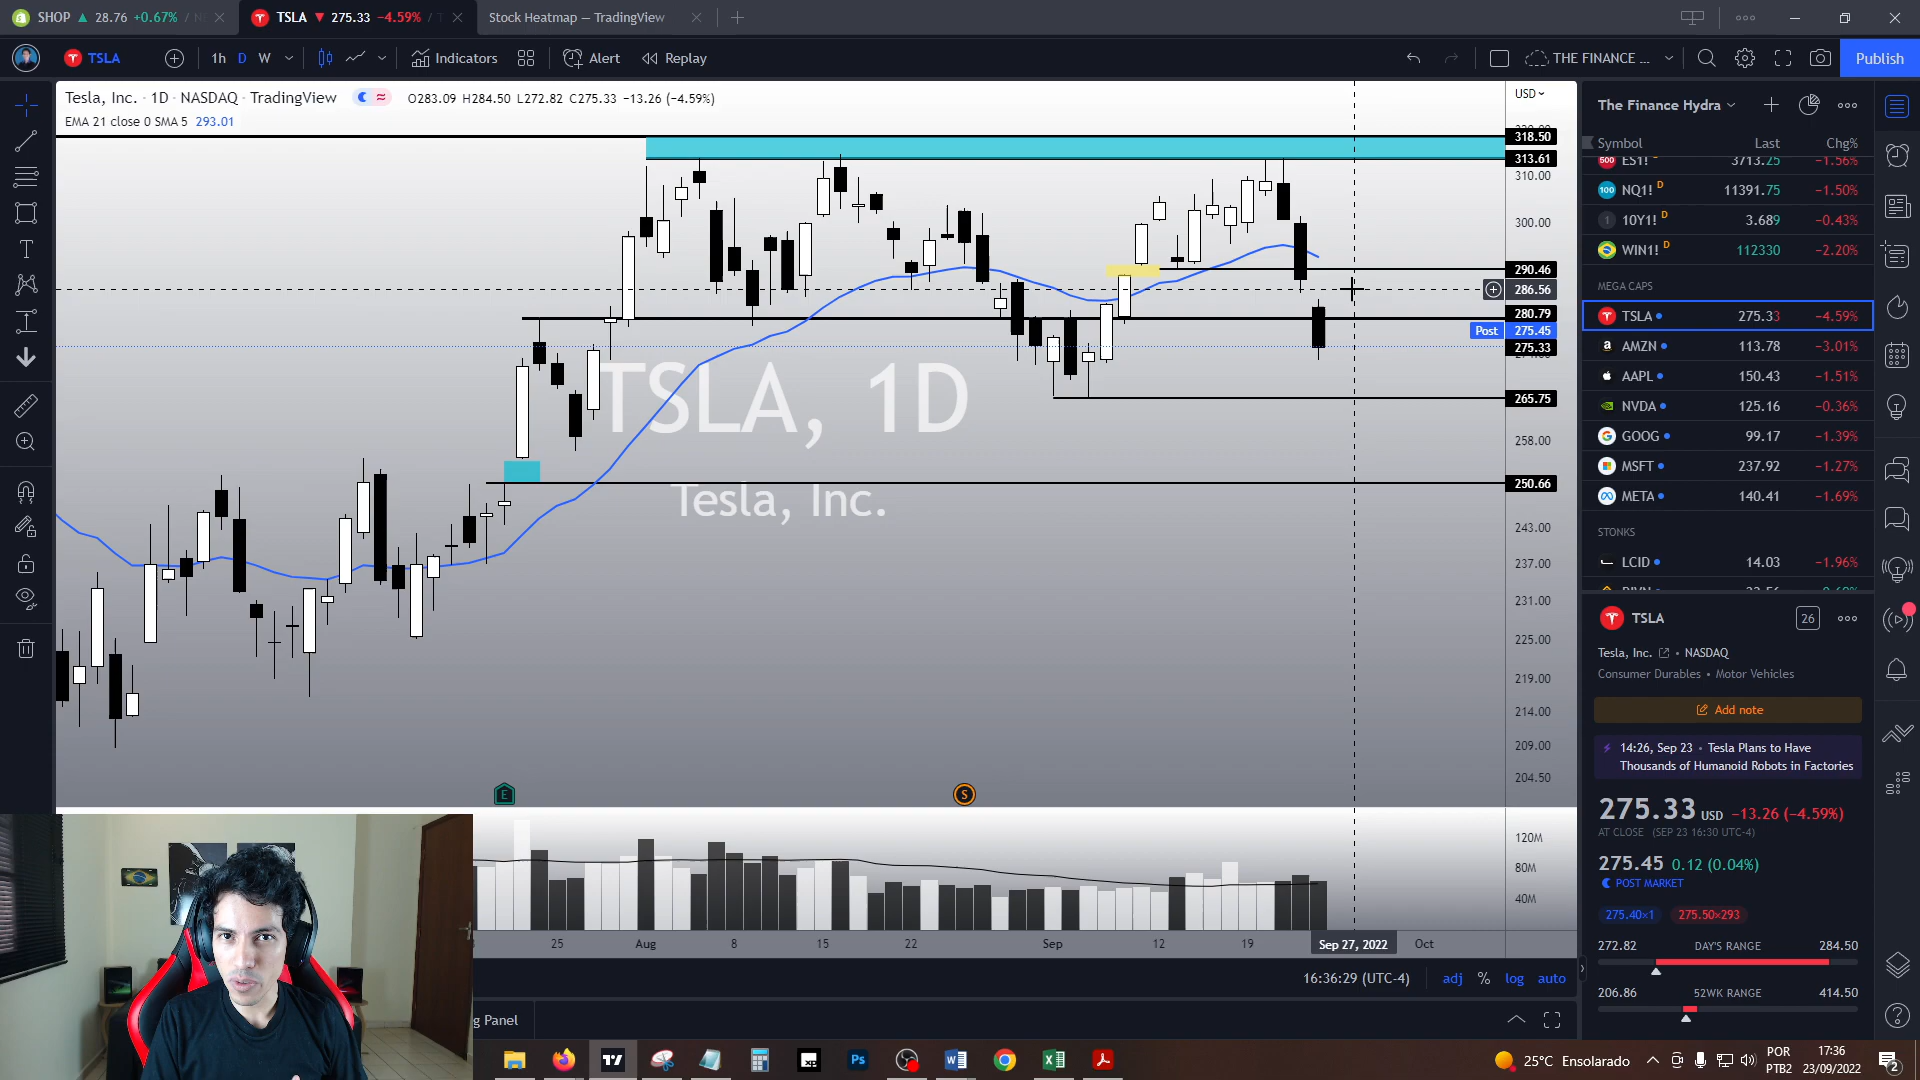 SHOP ▲ 28.76 +0.67% / N
TSLA ▼ 275.33 −4.59% / T
Stock Heatmap — TradingView
TSLA
1h D W
Indicators
Alert
Replay
THE FINANCE ...
Publish
Tesla, Inc. · 1D · NASDAQ · TradingView
O283.09 H284.50 L272.82 C275.33 −13.26 (−4.59%)
EMA 21 close 0 SMA 5 293.01
USD
318.50
313.61
310.00
300.00
290.46
286.56
280.79
Post 275.45
275.33
265.75
258.00
250.66
243.00
237.00
231.00
225.00
219.00
214.00
209.00
204.50
TSLA, 1D
Tesla, Inc.
E
S
120M
80M
40M
25 Aug 8 15 22 Sep 12 19 Sep 27, 2022 Oct
16:36:29 (UTC-4) adj % log auto
g Panel
The Finance Hydra
Symbol Last Chg%
500 ES1! 3713.25 −1.56%
100 NQ1! D 11391.75 −1.50%
10Y1! D 3.689 −0.43%
WIN1! D 112330 −2.20%
MEGA CAPS
TSLA 275.33 −4.59%
AMZN 113.78 −3.01%
AAPL 150.43 −1.51%
NVDA 125.16 −0.36%
GOOG 99.17 −1.39%
MSFT 237.92 −1.27%
META 140.41 −1.69%
STONKS
LCID 14.03 −1.96%
TSLA
26
Tesla, Inc. • NASDAQ
Consumer Durables • Motor Vehicles
Add note
14:26, Sep 23 • Tesla Plans to Have
Thousands of Humanoid Robots in Factories
275.33 USD −13.26 (−4.59%)
AT CLOSE (SEP 23 16:30 UTC-4)
275.45 0.12 (0.04%)
POST MARKET
275.40×1 275.50×293
272.82 DAY'S RANGE 284.50
206.86 52WK RANGE 414.50
25°C Ensolarado
POR
PTB2
17:36
23/09/2022
2